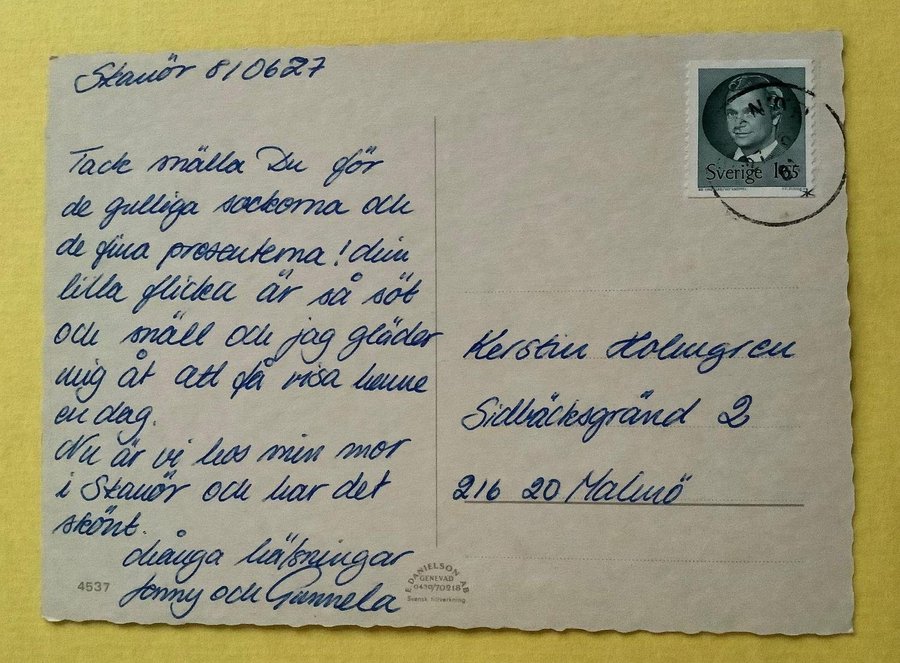 Skanör 810627
Tack snälla Du för
de gulliga sockorna och
de fina presenterna! Min
lilla flicka är så söt
och snäll och jag gläder
mig åt att få visa henne
en dag.
Nu är vi hos min mor
i Skanör och har det
skönt.
Många hälsningar
Jonny och Gunnela
4537
Sverige 165
Kerstin Holmgren
Sidbäcksgränd 2
216 20 Malmö
E. DANIELSON AB
GENEVAD
0430/70218
Svensk tillverkning